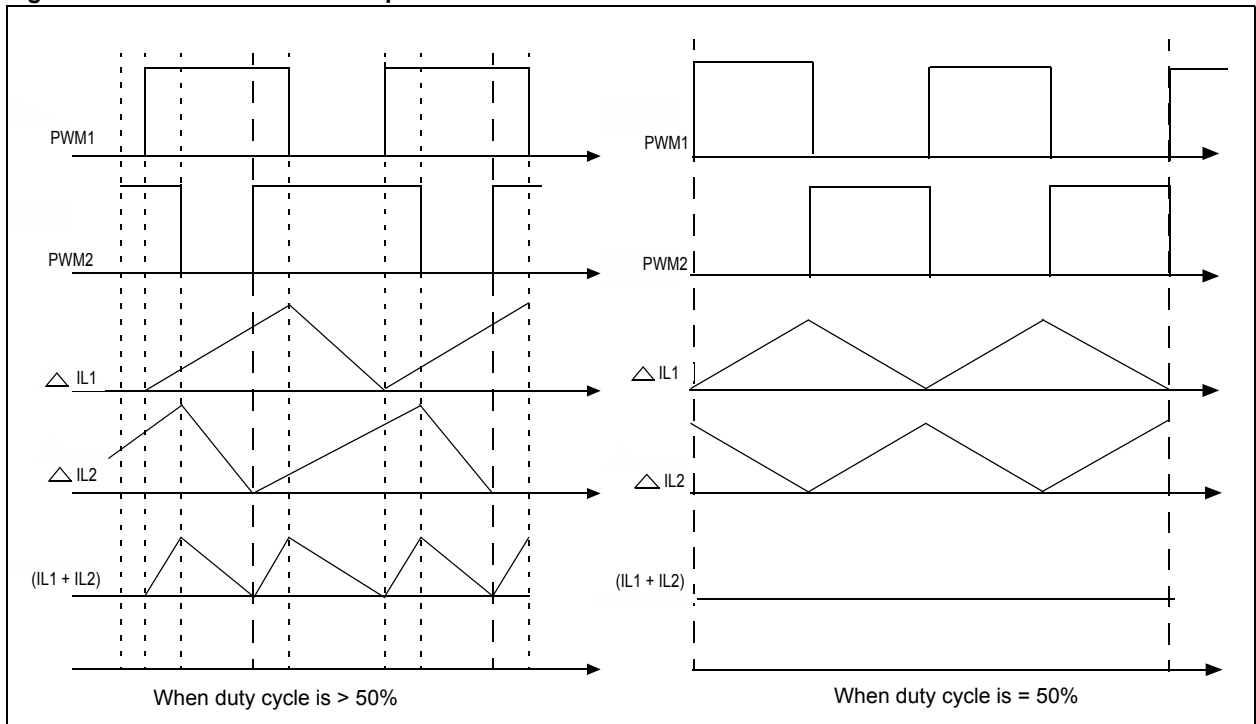 PWM1
PWM2
△ IL1
△ IL2
(IL1 + IL2)
When duty cycle is > 50%
PWM1
PWM2
△ IL1
△ IL2
(IL1 + IL2)
When duty cycle is = 50%